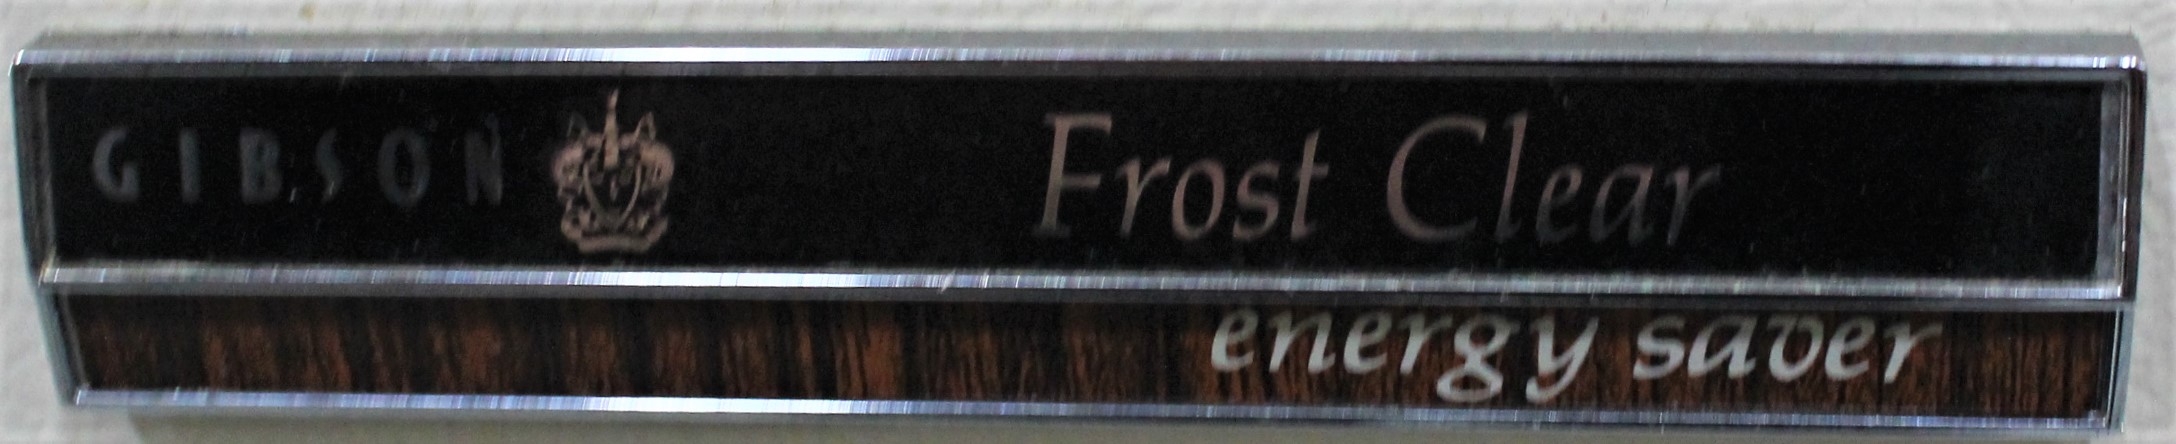 GIBSON Frost Clear
energy saver